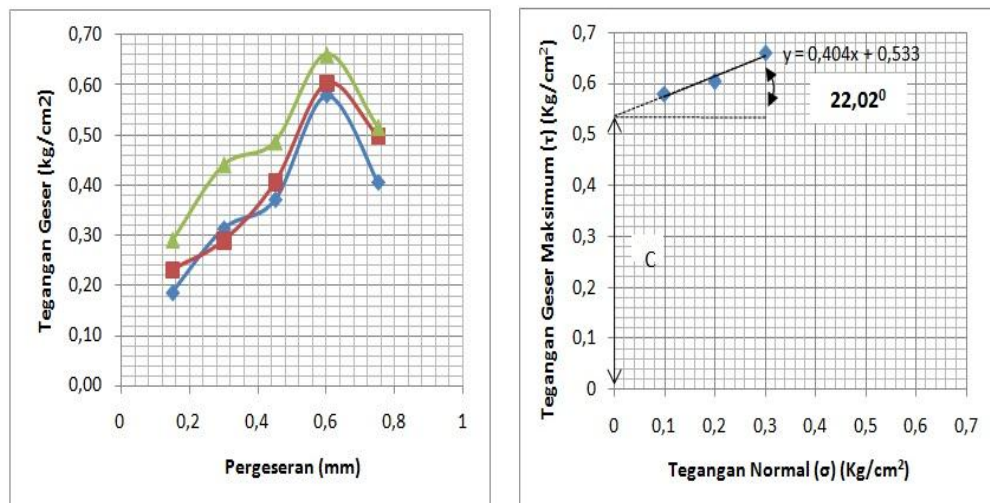 Tegangan Geser (kg/cm2)
0,70
0,60
0,50
0,40
0,30
0,20
0,10
0,00
0 0,2 0,4 0,6 0,8 1
Pergeseran (mm)
Tegangan Geser Maksimum (τ) (Kg/cm²)
0,7
0,6
0,5
0,4
0,3
0,2
0,1
0
y = 0,404x + 0,533
22,02⁰
C
0 0,1 0,2 0,3 0,4 0,5 0,6 0,7
Tegangan Normal (σ) (Kg/cm²)